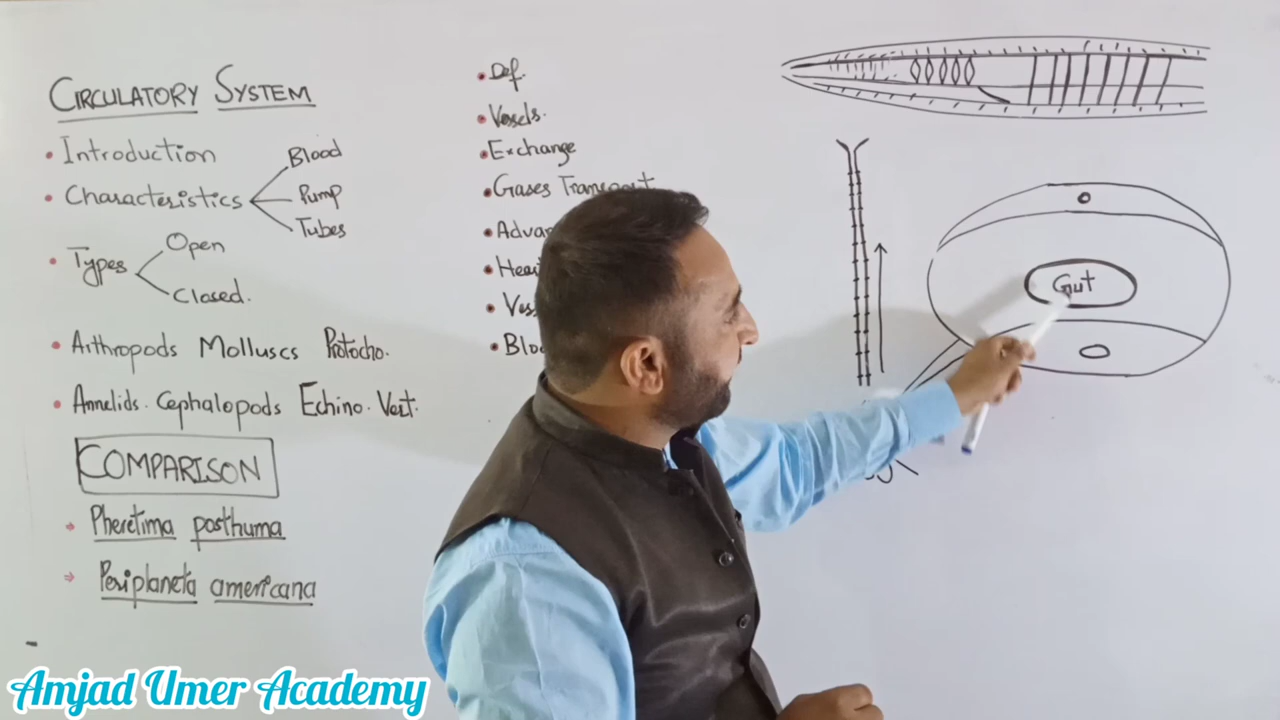 CIRCULATORY SYSTEM
Introduction
Characteristics
Blood
Pump
Tubes
Types
Open
Closed.
Arthropods Molluscs Protocho.
Annelids. Cephalopods Echino. Vert.
COMPARISON
Pheretima posthuma
Periplaneta americana
Def.
Vessels.
Exchange
Gases Transport
Gut
Amjad Umer Academy